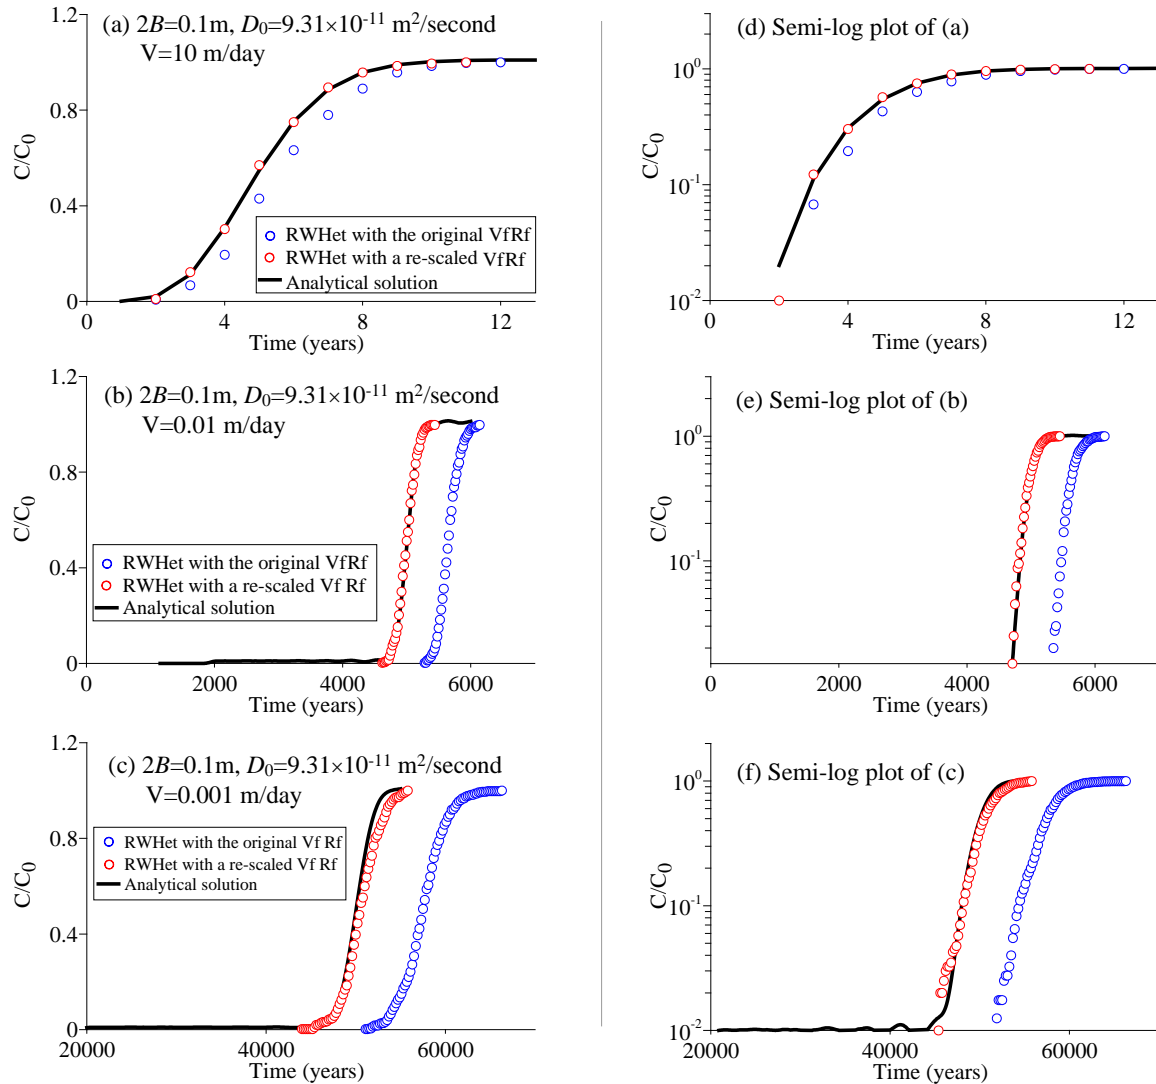 (a) 2B=0.1m, D₀=9.31×10⁻¹¹ m²/second
V=10 m/day
1.2
0.8
0.4
0
C/C₀
RWHet with the original VfRf
RWHet with a re-scaled VfRf
Analytical solution
0 4 8 12
Time (years)
(d) Semi-log plot of (a)
10⁰
10⁻¹
10⁻²
C/C₀
0 4 8 12
Time (years)
(b) 2B=0.1m, D₀=9.31×10⁻¹¹ m²/second
V=0.01 m/day
1.2
0.8
0.4
0
C/C₀
RWHet with the original VfRf
RWHet with a re-scaled Vf Rf
Analytical solution
0 2000 4000 6000
Time (years)
(e) Semi-log plot of (b)
10⁰
10⁻¹
C/C₀
0 2000 4000 6000
Time (years)
(c) 2B=0.1m, D₀=9.31×10⁻¹¹ m²/second
V=0.001 m/day
1.2
0.8
0.4
0
C/C₀
RWHet with the original Vf Rf
RWHet with a re-scaled Vf Rf
Analytical solution
20000 40000 60000
Time (years)
(f) Semi-log plot of (c)
10⁰
10⁻¹
10⁻²
C/C₀
40000 60000
Time (years)